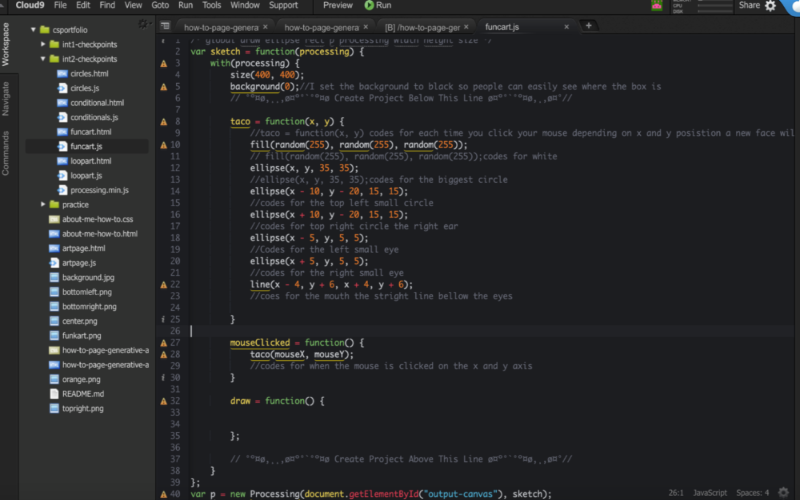 Cloud9 File Edit Find View Goto Run Tools Window Support Preview Run Share
MEMORY
CPU
DISK
Workspace
Navigate
Commands
csportfolio
int1-checkpoints
int2-checkpoints
circles.html
circles.js
conditional.html
conditionals.js
funcart.html
funcart.js
loopart.html
loopart.js
processing.min.js
practice
about-me-how-to.css
about-me-how-to.html
artpage.html
artpage.js
background.jpg
bottomleft.png
bottomright.png
center.png
funkart.png
how-to-page-generative-a
how-to-page-generative-a
orange.png
README.md
topright.png
how-to-page-genera
how-to-page-genera
[B] /how-to-page-ger
funcart.js
1 /* global draw ellipse rect p processing width height size */
2 var sketch = function(processing) {
3 with(processing) {
4 size(400, 400);
5 background(0);//I set the background to black so people can easily see where the box is
6 // Create Project Below This Line
7
8 taco = function(x, y) {
9 //taco = function(x, y) codes for each time you click your mouse depending on x and y posistion a new face wil
10 fill(random(255), random(255), random(255));
11 // fill(random(255), random(255), random(255));codes for white
12 ellipse(x, y, 35, 35);
13 //ellipse(x, y, 35, 35);codes for the biggest circle
14 ellipse(x - 10, y - 20, 15, 15);
15 //codes for the top left small circle
16 ellipse(x + 10, y - 20, 15, 15);
17 //codes for top right circle the right ear
18 ellipse(x - 5, y, 5, 5);
19 //Codes for the left small eye
20 ellipse(x + 5, y, 5, 5);
21 //codes for the right small eye
22 line(x - 4, y + 6, x + 4, y + 6);
23 //coes for the mouth the stright line bellow the eyes
24
25 }
26
27 mouseClicked = function() {
28 taco(mouseX, mouseY);
29 //codes for when the mouse is clicked on the x and y axis
30 }
31
32 draw = function() {
33
34
35 };
36
37 // Create Project Above This Line
38 }
39 };
40 var p = new Processing(document.getElementById("output-canvas"), sketch);
26:1 JavaScript Spaces: 4